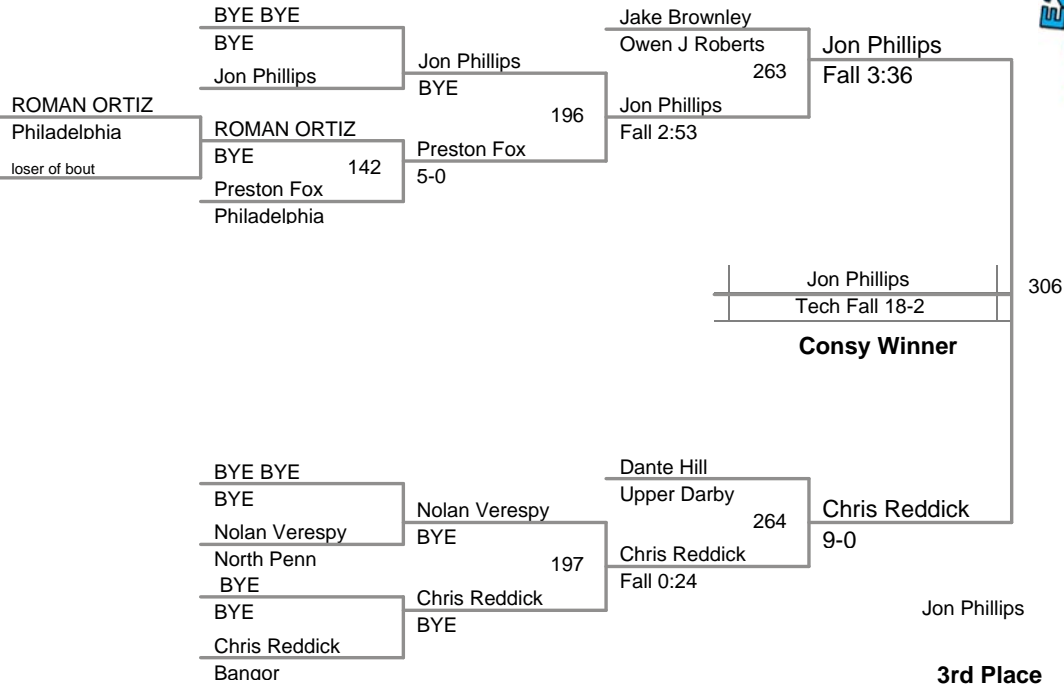 BYE BYE
BYE
Jon Phillips
ROMAN ORTIZ
Philadelphia
loser of bout
ROMAN ORTIZ
BYE
142
Preston Fox
Philadelphia
Jon Phillips
BYE
196
Preston Fox
5-0
Jake Brownley
Owen J Roberts
263
Jon Phillips
Fall 2:53
Jon Phillips
Fall 3:36
Jon Phillips
306
Tech Fall 18-2
Consy Winner
BYE BYE
BYE
Nolan Verespy
North Penn
BYE
BYE
Chris Reddick
Bangor
Nolan Verespy
BYE
197
Chris Reddick
BYE
Dante Hill
Upper Darby
264
Chris Reddick
Fall 0:24
Chris Reddick
9-0
Jon Phillips
3rd Place